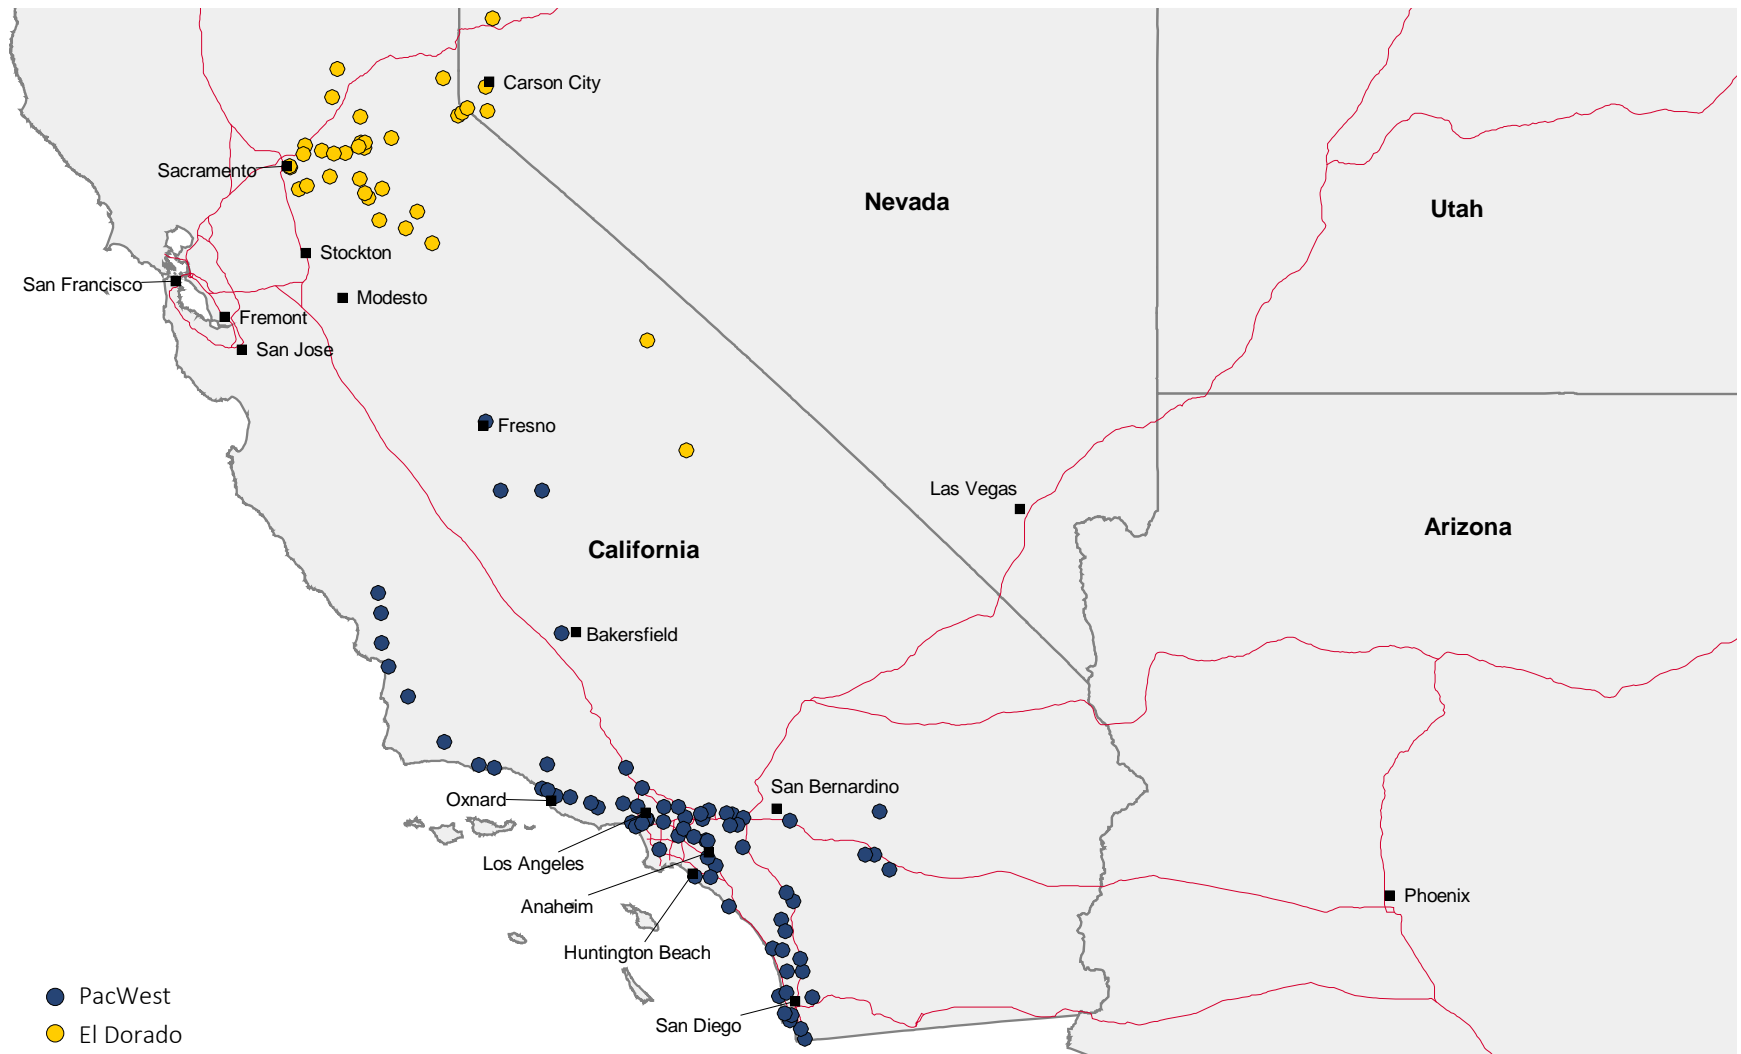 Carson City
Sacramento
Nevada
Utah
Stockton
San Francisco
Modesto
Fremont
San Jose
Fresno
Las Vegas
Arizona
California
Bakersfield
San Bernardino
Oxnard
Los Angeles
Phoenix
Anaheim
Huntington Beach
PacWest
San Diego
El Dorado